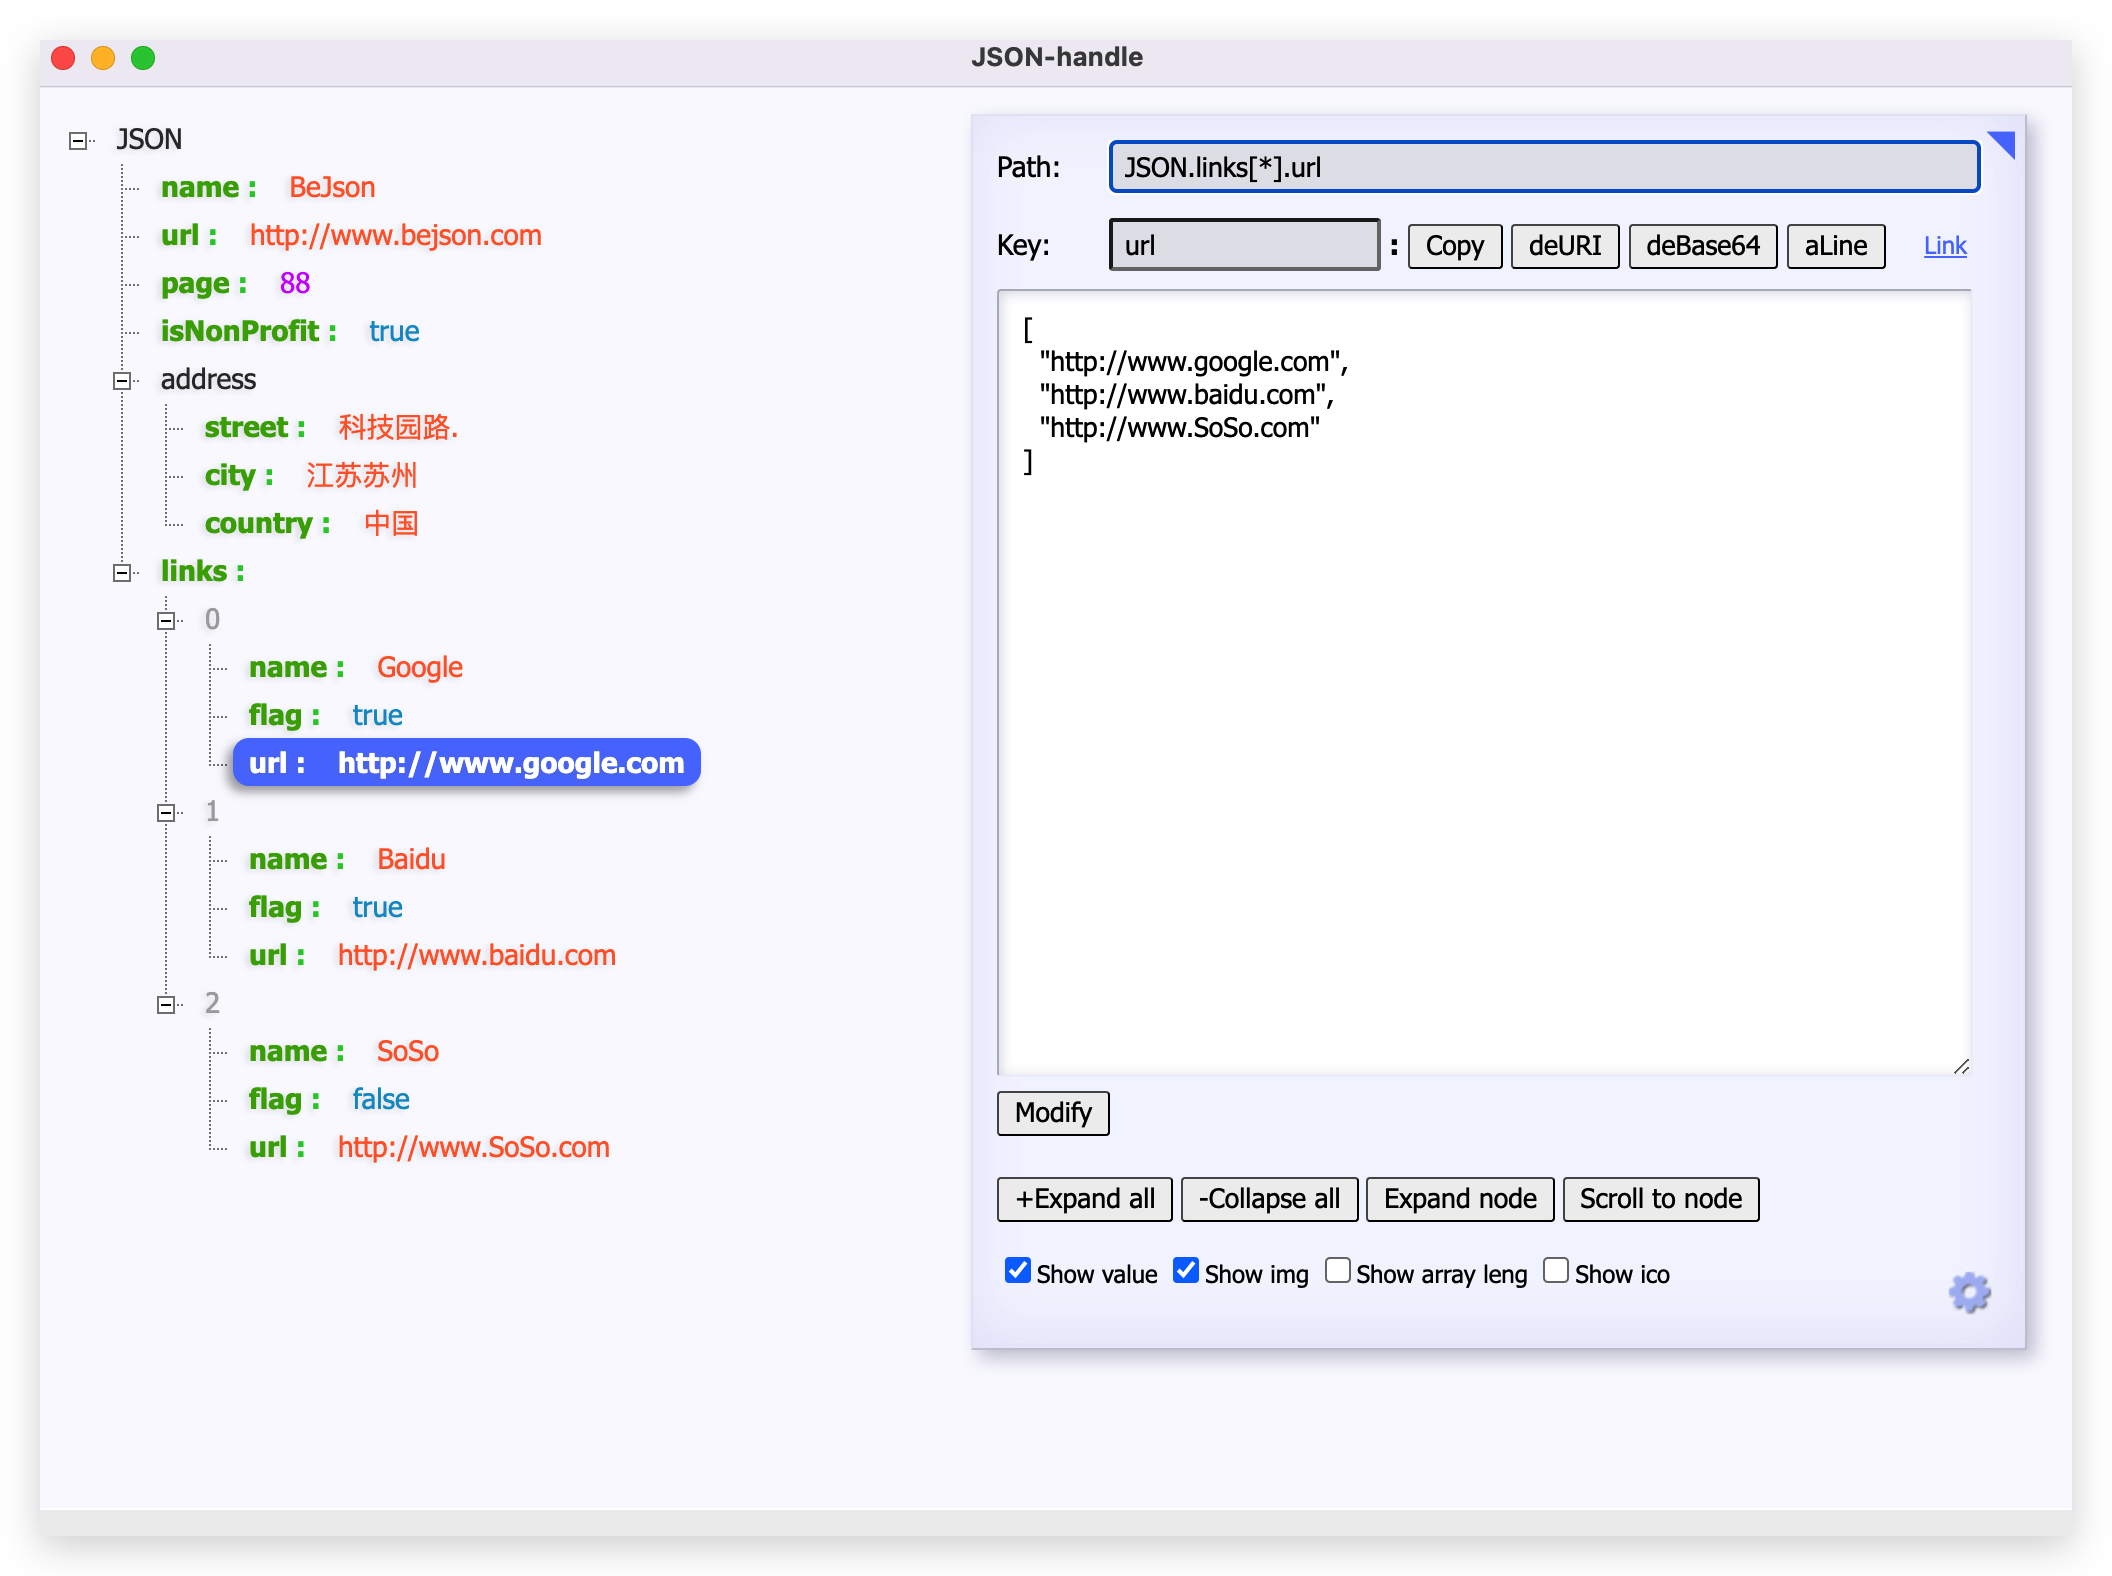 JSON-handle
JSON
name : BeJson
url : http://www.bejson.com
page : 88
isNonProfit : true
address
street : 科技园路.
city : 江苏苏州
country : 中国
links :
0
name : Google
flag : true
url : http://www.google.com
1
name : Baidu
flag : true
url : http://www.baidu.com
2
name : SoSo
flag : false
url : http://www.SoSo.com
Path: JSON.links[*].url
Key: url : Copy deURI deBase64 aLine Link
[
"http://www.google.com",
"http://www.baidu.com",
"http://www.SoSo.com"
]
Modify
+Expand all -Collapse all Expand node Scroll to node
Show value Show img Show array leng Show ico